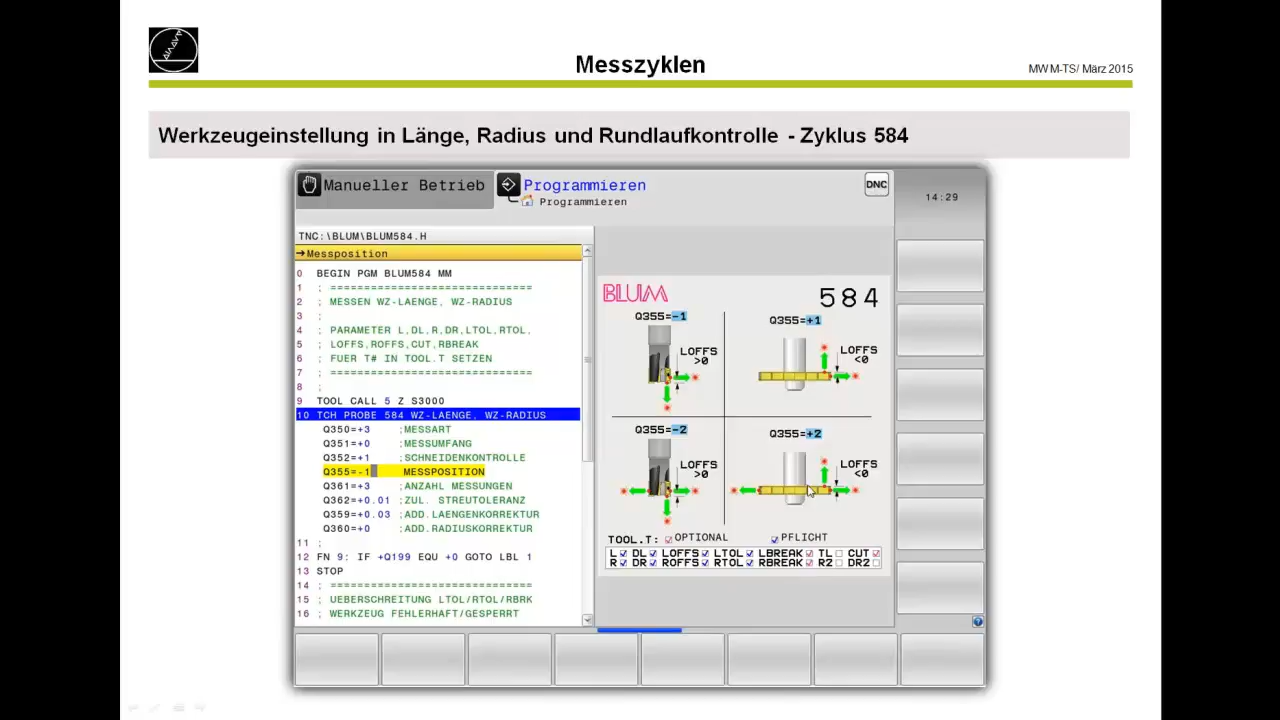 Messzyklen
MWM-TS/ März 2015
Werkzeugeinstellung in Länge, Radius und Rundlaufkontrolle - Zyklus 584
Manueller Betrieb
Programmieren
Programmieren
DNC
14:29
TNC:\BLUM\BLUM584.H
→Messposition
0 BEGIN PGM BLUM584 MM
1 ; ==============================
2 ; MESSEN WZ-LAENGE, WZ-RADIUS
3 ;
4 ; PARAMETER L,DL,R,DR,LTOL,RTOL,
5 ; LOFFS,ROFFS,CUT,RBREAK
6 ; FUER T# IN TOOL.T SETZEN
7 ; ==============================
8 ;
9 TOOL CALL 5 Z S3000
10 TCH PROBE 584 WZ-LAENGE, WZ-RADIUS
Q350=+3 ;MESSART
Q351=+0 ;MESSUMFANG
Q352=+1 ;SCHNEIDENKONTROLLE
Q355=-1 MESSPOSITION
Q361=+3 ;ANZAHL MESSUNGEN
Q362=+0.01 ;ZUL. STREUTOLERANZ
Q359=+0.03 ;ADD.LAENGENKORREKTUR
Q360=+0 ;ADD.RADIUSKORREKTUR
11 ;
12 FN 9: IF +Q199 EQU +0 GOTO LBL 1
13 STOP
14 ; ==============================
15 ; UEBERSCHREITUNG LTOL/RTOL/RBRK
16 ; WERKZEUG FEHLERHAFT/GESPERRT
BLUM
584
Q355=-1
LOFFS
>0
Q355=+1
LOFFS
<0
Q355=-2
LOFFS
>0
Q355=+2
LOFFS
<0
TOOL.T: OPTIONAL PFLICHT
L DL LOFFS LTOL LBREAK TL CUT
R DR ROFFS RTOL RBREAK R2 DR2